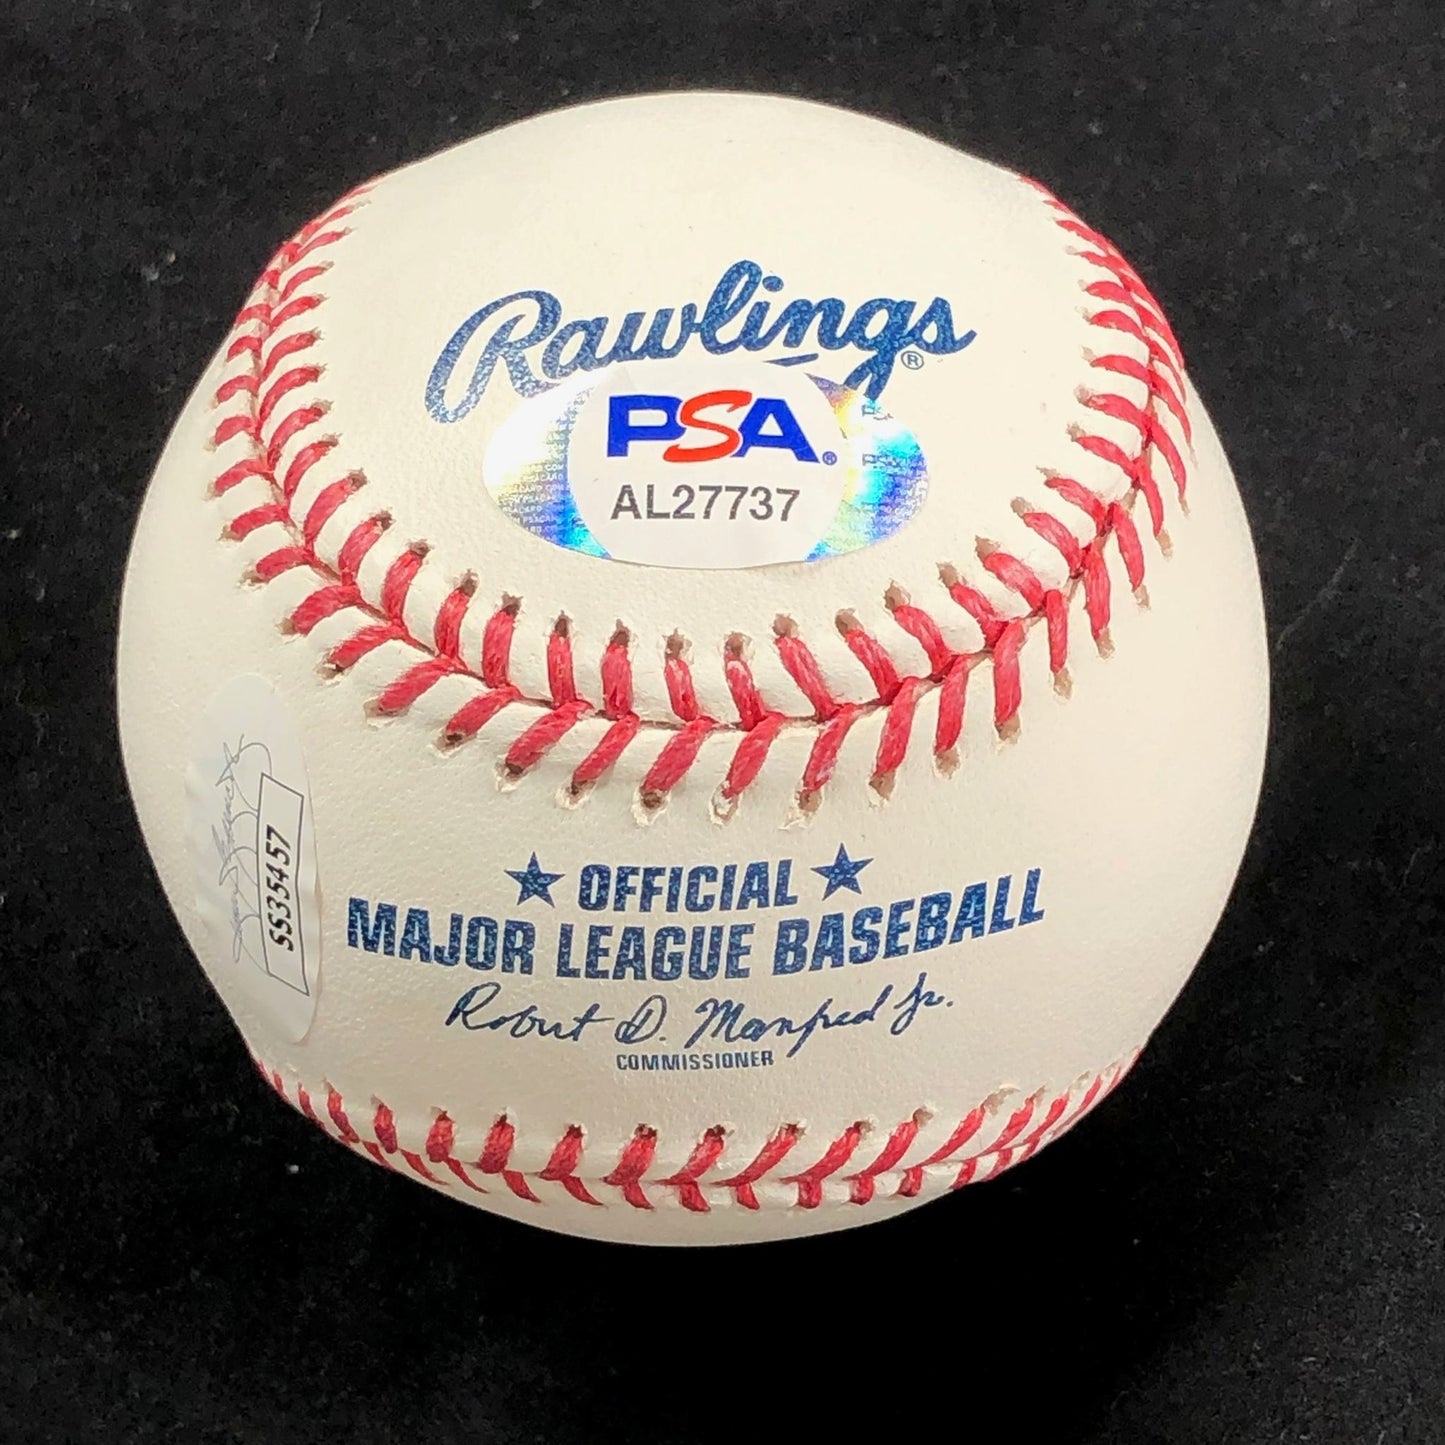 Rawlings®
PSA®
AL27737
SS35457
★ OFFICIAL ★
MAJOR LEAGUE BASEBALL
Robert D. Manfred Jr.
COMMISSIONER